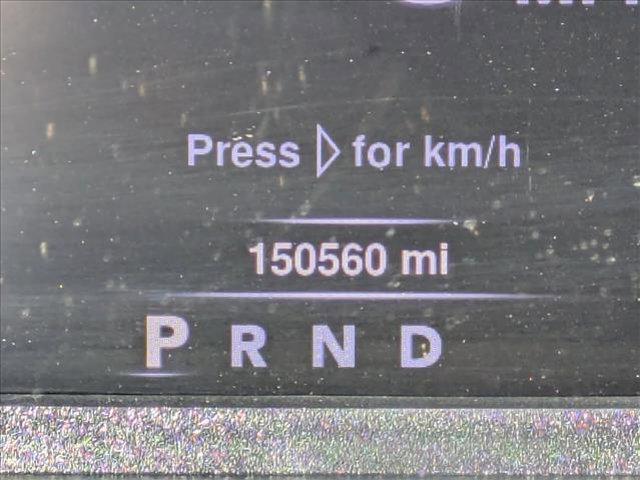 Press ▷ for km/h
150560 mi
P R N D